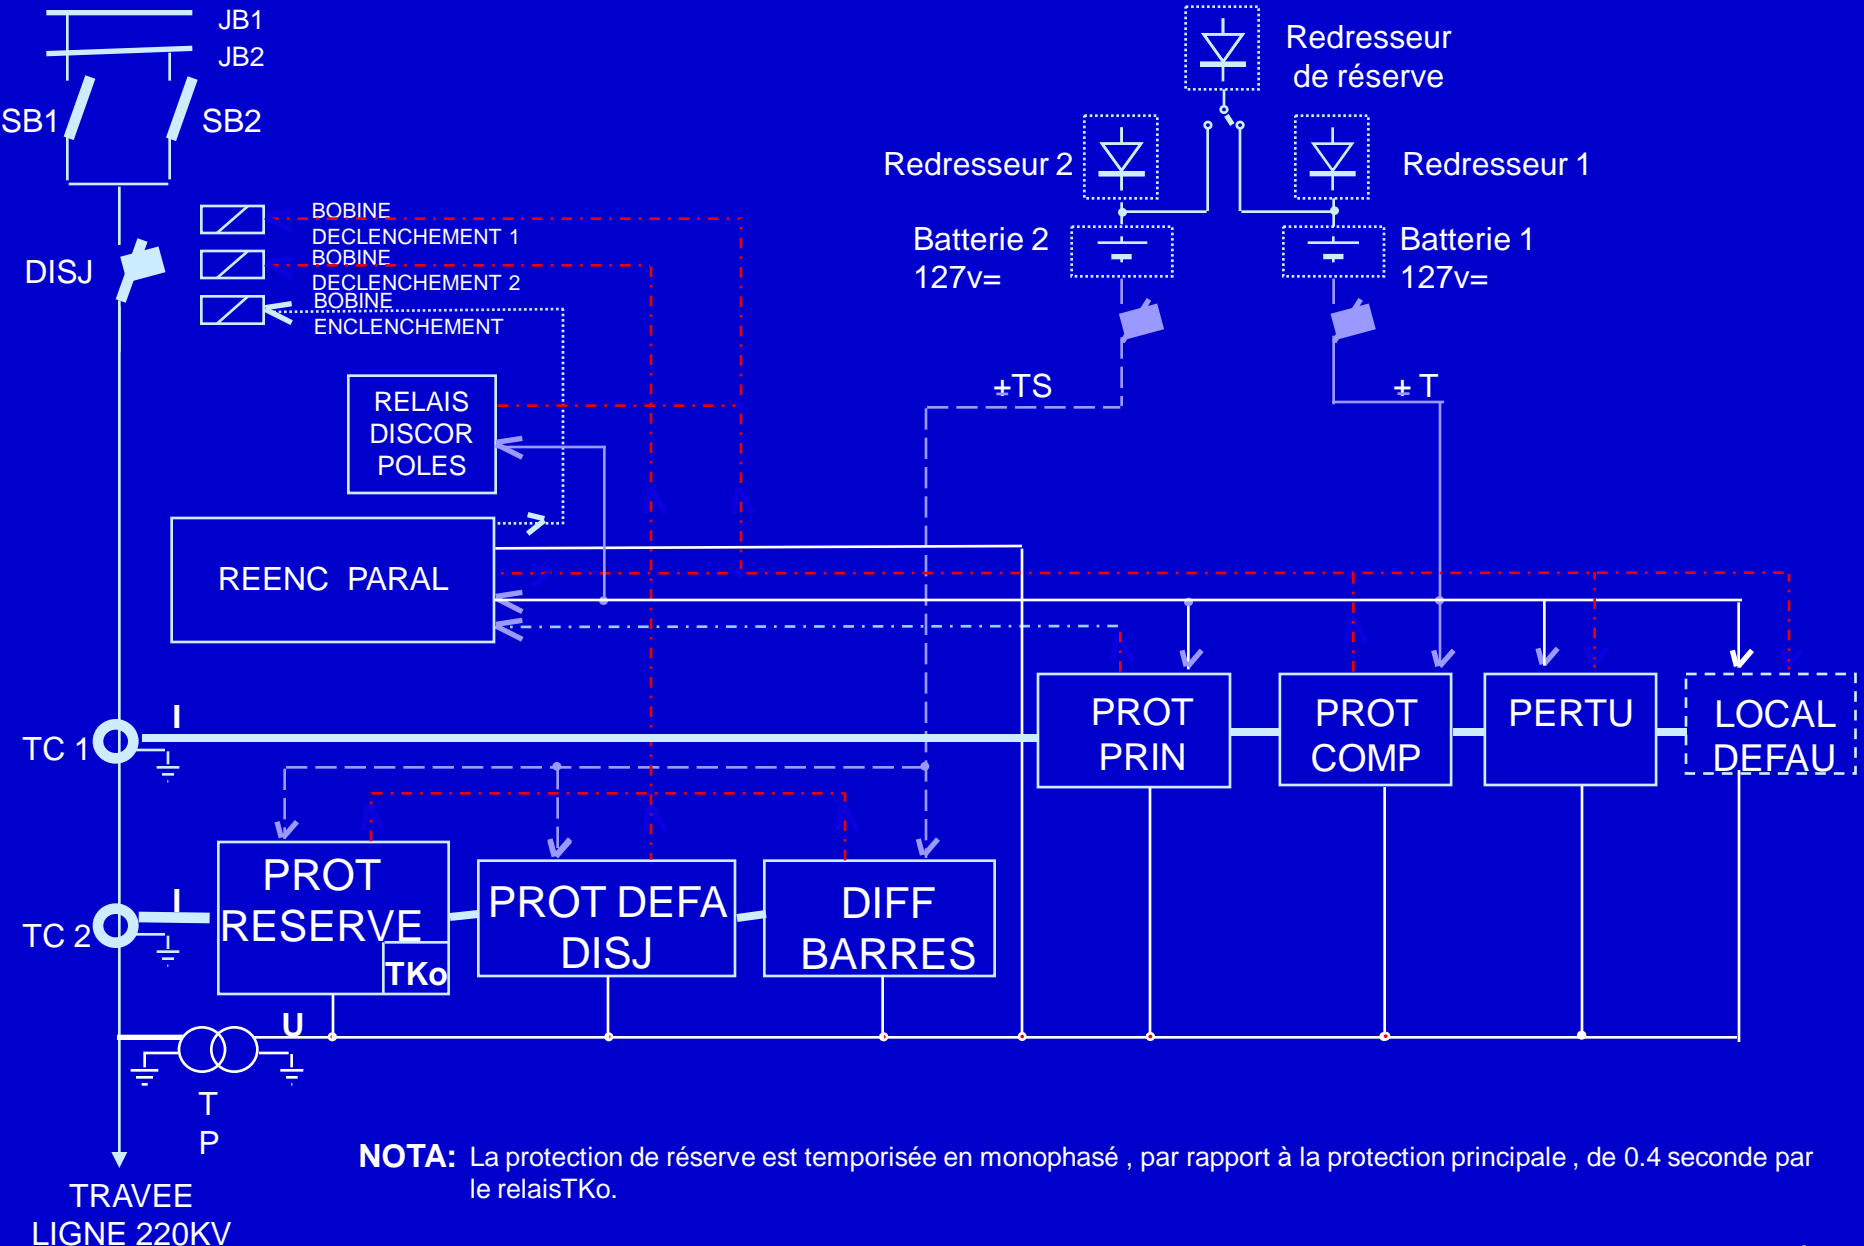 JB1
JB2
SB1
SB2
Redresseur
de réserve
Redresseur 2
Redresseur 1
BOBINE
DECLENCHEMENT 1
BOBINE
DECLENCHEMENT 2
BOBINE
ENCLENCHEMENT
DISJ
Batterie 2
127v=
Batterie 1
127v=
±TS
± T
RELAIS
DISCOR
POLES
REENC PARAL
TC 1
I
PROT
PRIN
PROT
COMP
PERTU
LOCAL
DEFAU
TC 2
I
PROT
RESERVE
TKo
PROT DEFA
DISJ
DIFF
BARRES
U
T
P
NOTA: La protection de réserve est temporisée en monophasé , par rapport à la protection principale , de 0.4 seconde par
le relaisTKo.
TRAVEE
LIGNE 220KV